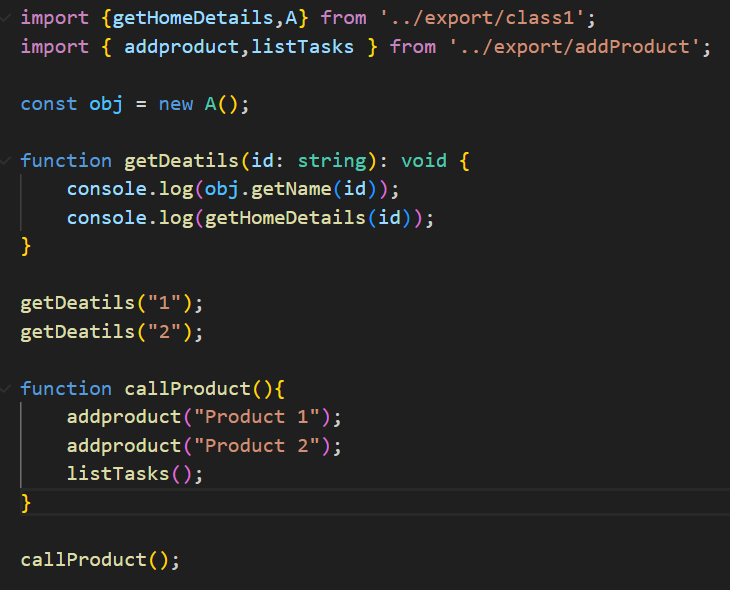 import {getHomeDetails,A} from '../export/class1';
import { addproduct,listTasks } from '../export/addProduct';
const obj = new A();
function getDeatils(id: string): void {
console.log(obj.getName(id));
console.log(getHomeDetails(id));
}
getDeatils("1");
getDeatils("2");
function callProduct(){
addproduct("Product 1");
addproduct("Product 2");
listTasks();
}
callProduct();